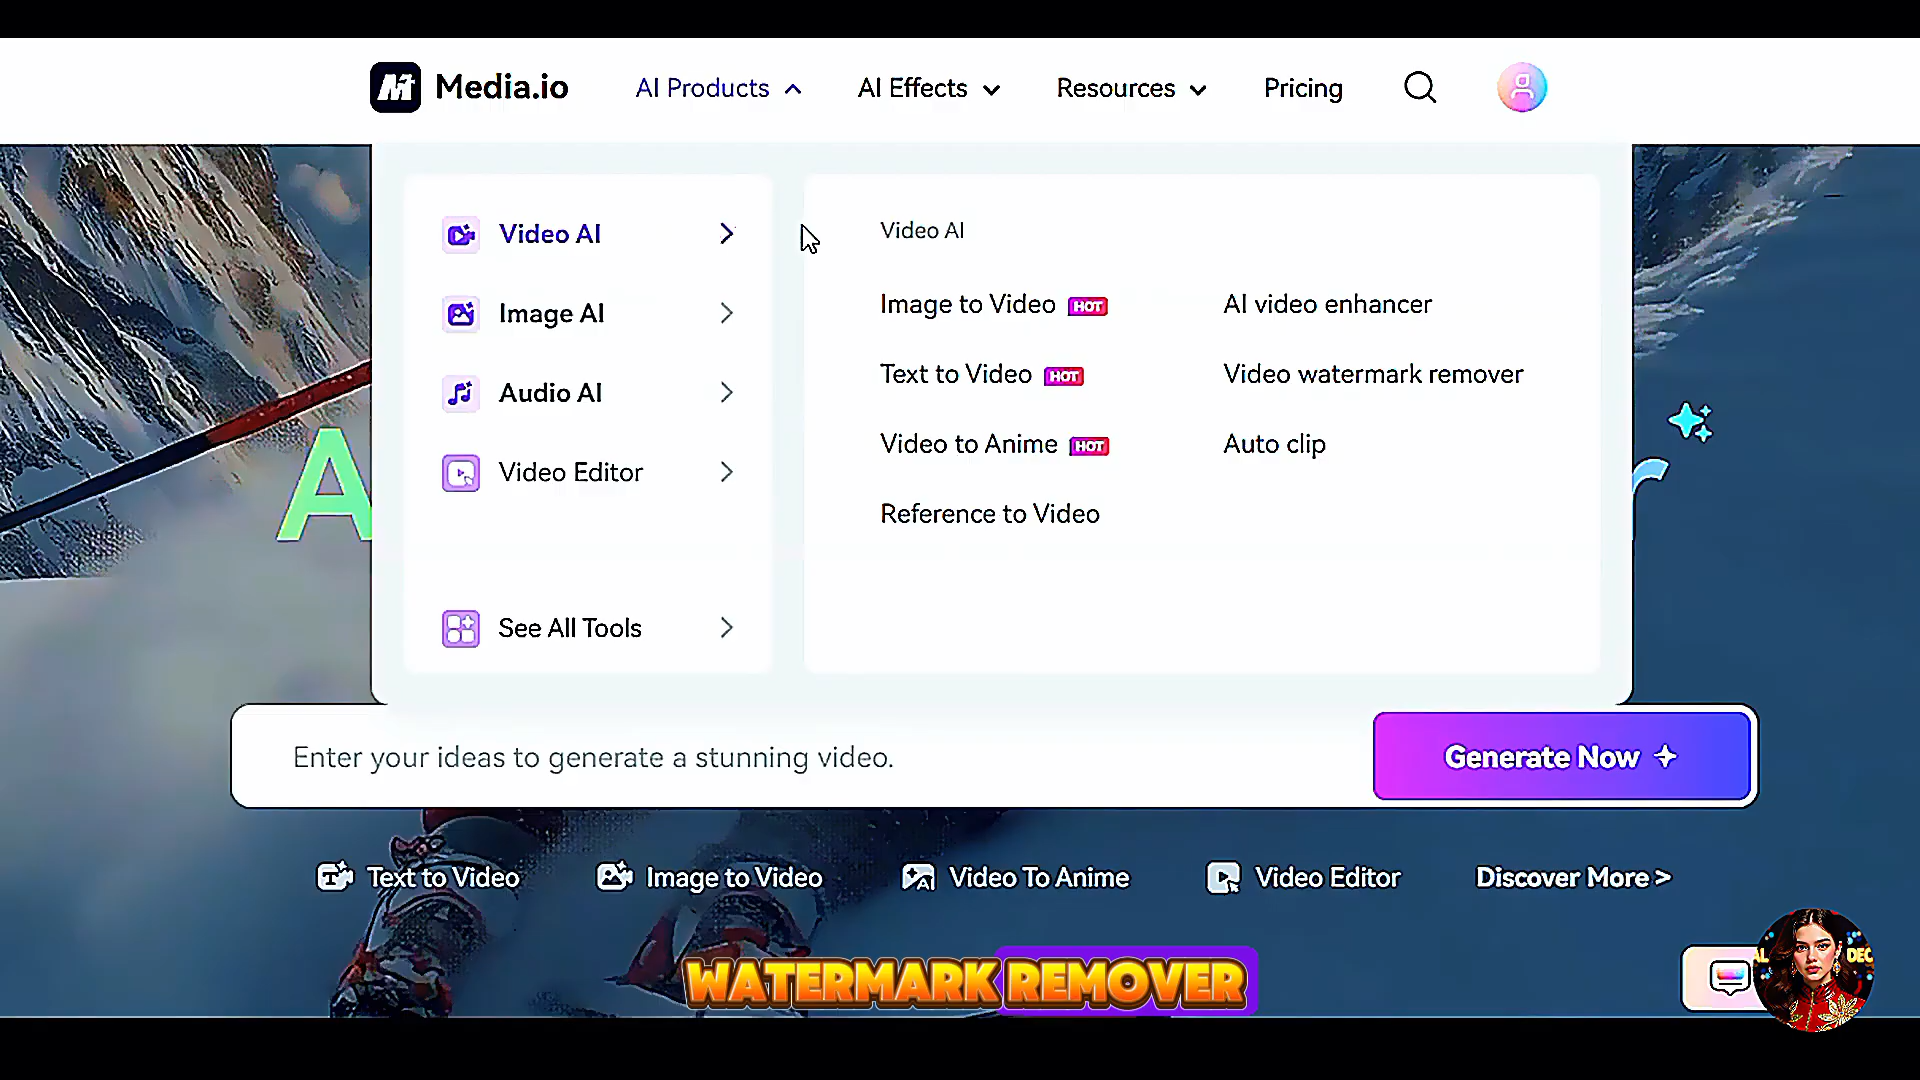 Media.io
AI Products
AI Effects
Resources
Pricing
Video AI
Image AI
Audio AI
Video Editor
See All Tools
Video AI
Image to Video HOT
Text to Video HOT
Video to Anime HOT
Reference to Video
AI video enhancer
Video watermark remover
Auto clip
A
r
Enter your ideas to generate a stunning video.
Generate Now
Text to Video
Image to Video
Video To Anime
Video Editor
Discover More >
WATERMARK REMOVER
AL DEC